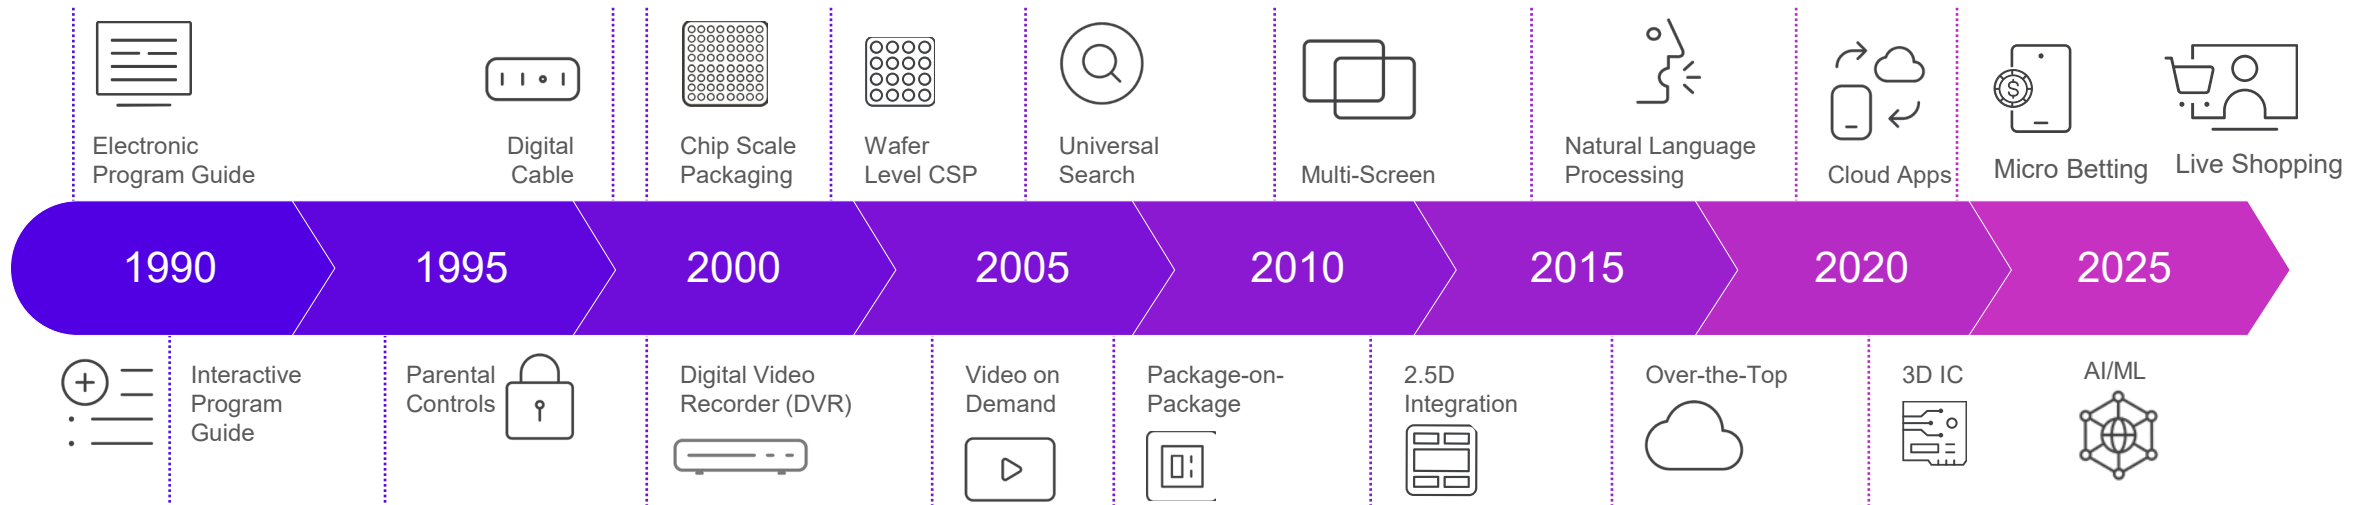 Electronic
Program Guide
Digital
Cable
Chip Scale
Packaging
Wafer
Level CSP
Universal
Search
Multi-Screen
Natural Language
Processing
Cloud Apps
Micro Betting
Live Shopping
1990
1995
2000
2005
2010
2015
2020
2025
Interactive
Program
Guide
Parental
Controls
Digital Video
Recorder (DVR)
Video on
Demand
Package-on-
Package
2.5D
Integration
Over-the-Top
3D IC
AI/ML